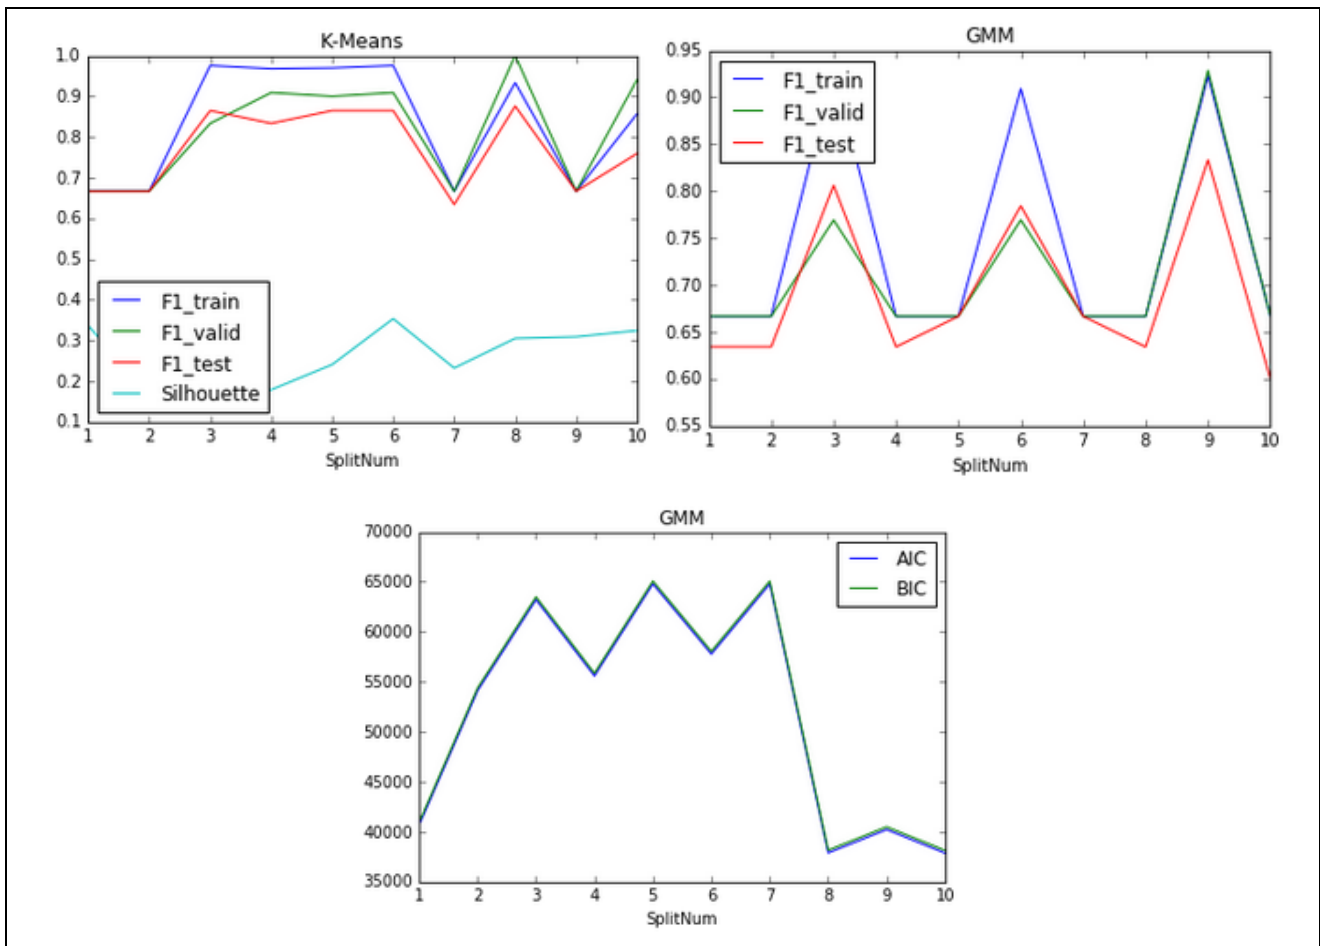 K-Means
1.0
0.9
0.8
0.7
0.6
0.5
0.4
0.3
0.2
0.1
F1_train
F1_valid
F1_test
Silhouette
1 2 3 4 5 6 7 8 9 10
SplitNum
GMM
0.95
0.90
0.85
0.80
0.75
0.70
0.65
0.60
0.55
F1_train
F1_valid
F1_test
1 2 3 4 5 6 7 8 9 10
SplitNum
GMM
70000
65000
60000
55000
50000
45000
40000
35000
AIC
BIC
1 2 3 4 5 6 7 8 9 10
SplitNum